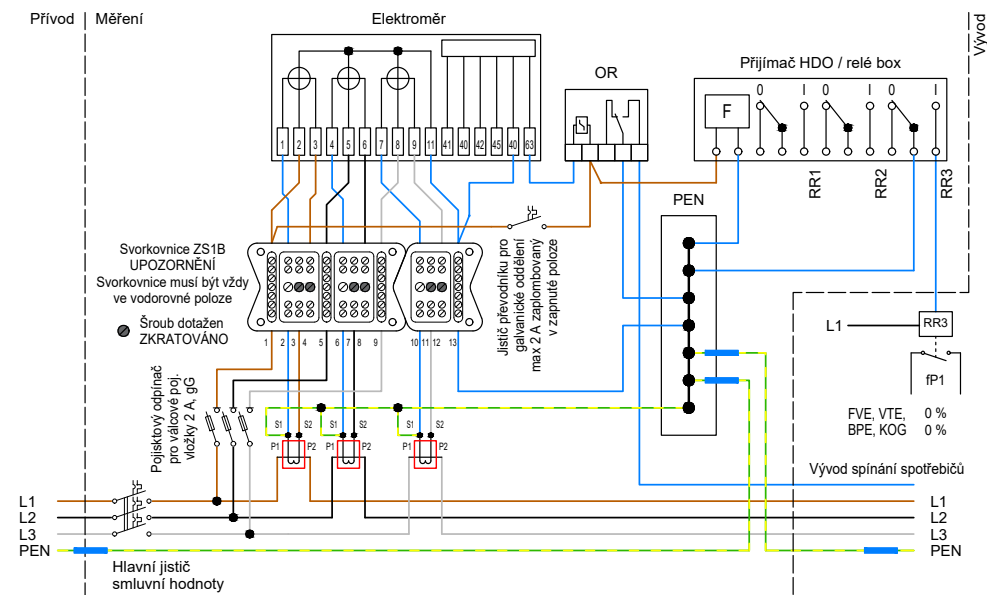 Přívod
Měření
Elektroměr
Vývod
Přijímač HDO / relé box
OR
F
0
I
0
I
0
I
RR1
RR2
RR3
1
2
3
4
5
6
7
8
9
11
41
40
42
45
40
63
PEN
Svorkovnice ZS1B
UPOZORNĚNÍ
Svorkovnice musí být vždy
ve vodorovné poloze
Šroub dotažen
ZKRATOVÁNO
Jistič převodníku pro
galvanické oddělení
max 2 A zaplombovaný
v zapnuté poloze
1
2
3
4
5
6
7
8
9
10
11
12
13
L1
RR3
fP1
FVE, VTE,
0 %
BPE, KOG
0 %
Pojisktový odpínač
pro válcové poj.
vložky 2 A, gG
S1
S2
S1
S2
S1
S2
P1
P2
P1
P2
P1
P2
Vývod spínání spotřebičů
L1
L2
L3
PEN
L1
L2
L3
PEN
Hlavní jistič
smluvní hodnoty